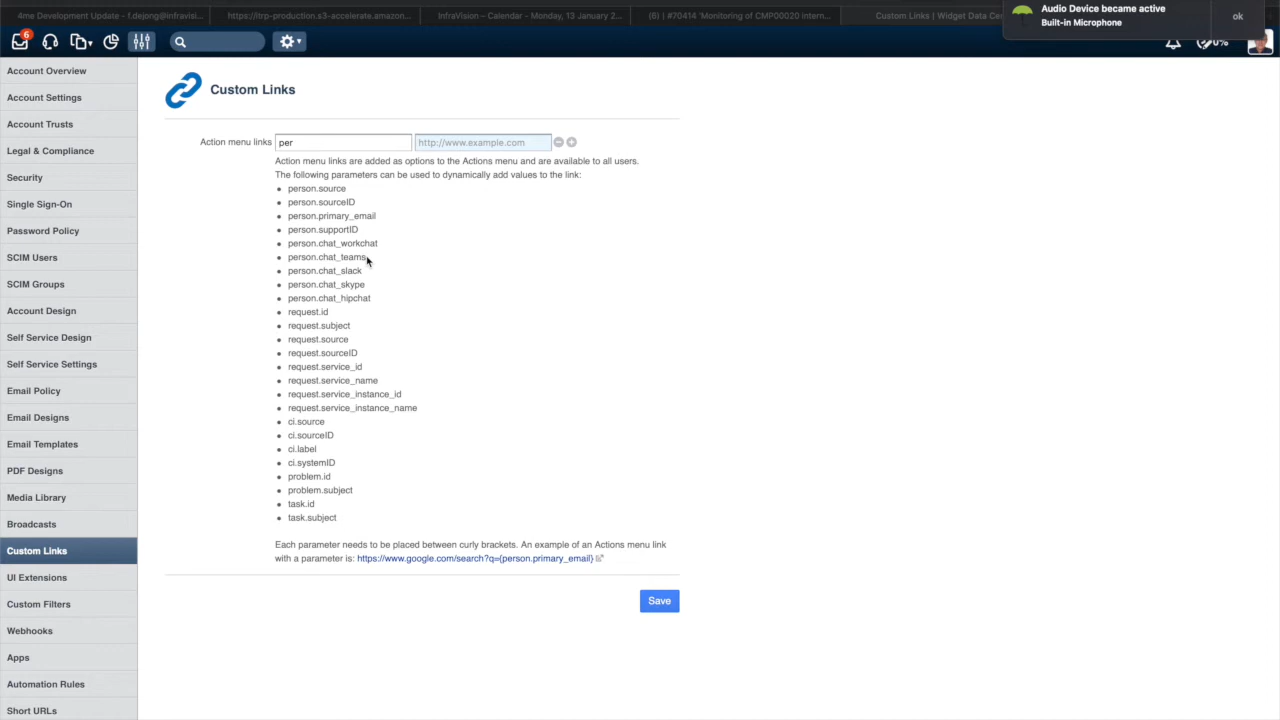 4me Development Update - f.dejong@infravisi...
https://itrp-production.s3-accelerate.amazon...
InfraVision – Calendar - Monday, 13 January 2...
(6) | #70414 'Monitoring of CMP00020 intern...
Custom Links | Widget Data Cen
Audio Device became active
Built-in Microphone
ok
6
0%
Account Overview
Account Settings
Account Trusts
Legal & Compliance
Security
Single Sign-On
Password Policy
SCIM Users
SCIM Groups
Account Design
Self Service Design
Self Service Settings
Email Policy
Email Designs
Email Templates
PDF Designs
Media Library
Broadcasts
Custom Links
UI Extensions
Custom Filters
Webhooks
Apps
Automation Rules
Short URLs
Custom Links
Action menu links per http://www.example.com
Action menu links are added as options to the Actions menu and are available to all users.
The following parameters can be used to dynamically add values to the link:
• person.source
• person.sourceID
• person.primary_email
• person.supportID
• person.chat_workchat
• person.chat_teams
• person.chat_slack
• person.chat_skype
• person.chat_hipchat
• request.id
• request.subject
• request.source
• request.sourceID
• request.service_id
• request.service_name
• request.service_instance_id
• request.service_instance_name
• ci.source
• ci.sourceID
• ci.label
• ci.systemID
• problem.id
• problem.subject
• task.id
• task.subject
Each parameter needs to be placed between curly brackets. An example of an Actions menu link
with a parameter is: https://www.google.com/search?q={person.primary_email}
Save